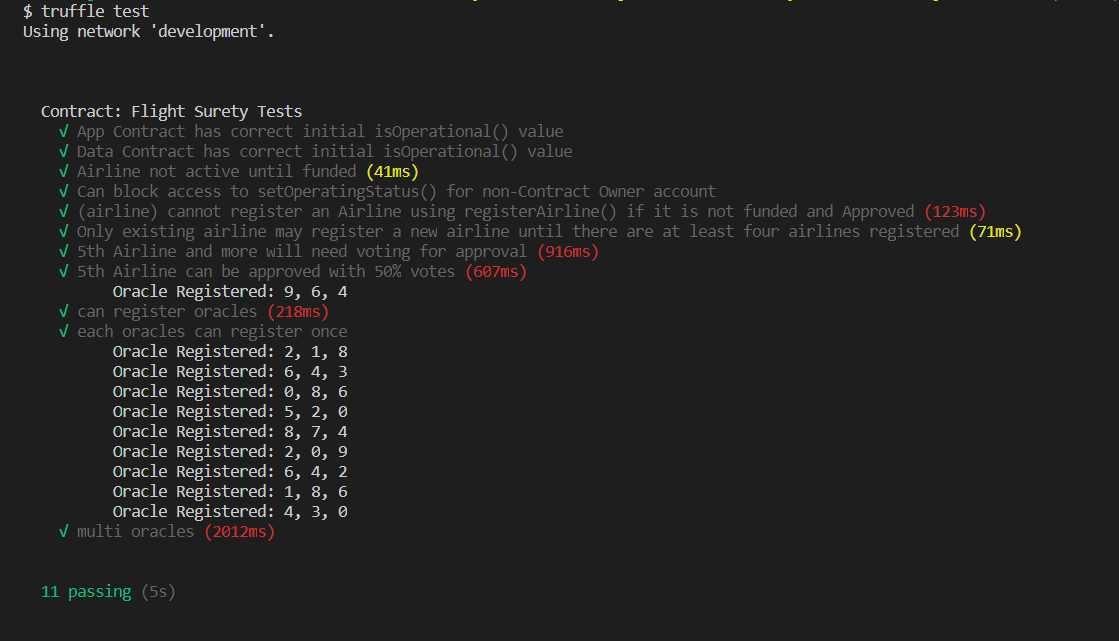 $ truffle test
Using network 'development'.
Contract: Flight Surety Tests
√ App Contract has correct initial isOperational() value
√ Data Contract has correct initial isOperational() value
√ Airline not active until funded (41ms)
√ Can block access to setOperatingStatus() for non-Contract Owner account
√ (airline) cannot register an Airline using registerAirline() if it is not funded and Approved (123ms)
√ Only existing airline may register a new airline until there are at least four airlines registered (71ms)
√ 5th Airline and more will need voting for approval (916ms)
√ 5th Airline can be approved with 50% votes (607ms)
Oracle Registered: 9, 6, 4
√ can register oracles (218ms)
√ each oracles can register once
Oracle Registered: 2, 1, 8
Oracle Registered: 6, 4, 3
Oracle Registered: 0, 8, 6
Oracle Registered: 5, 2, 0
Oracle Registered: 8, 7, 4
Oracle Registered: 2, 0, 9
Oracle Registered: 6, 4, 2
Oracle Registered: 1, 8, 6
Oracle Registered: 4, 3, 0
√ multi oracles (2012ms)
11 passing (5s)